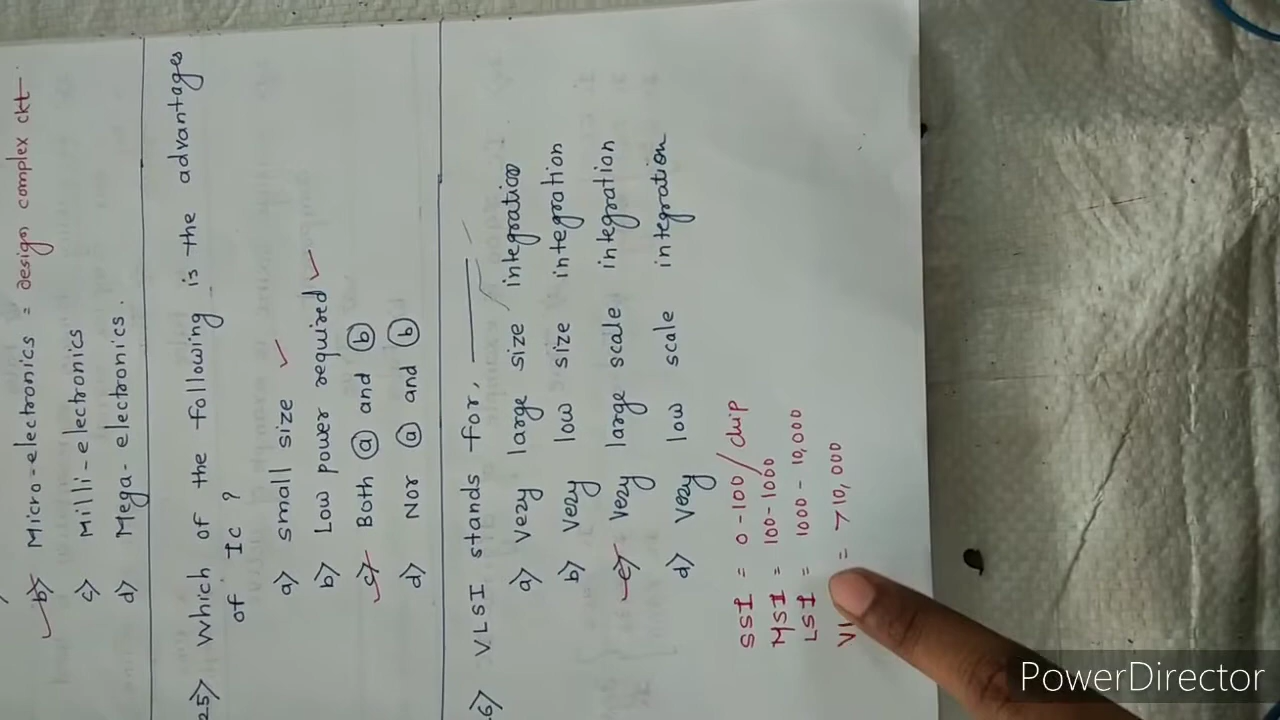 b) Micro-electronics = design complex ckt.
c) Milli-electronics
d) Mega-electronics.
25) Which of the following is the advantages
of IC ?
a) small size ✓
b) Low power required ✓
c) Both ⓐ and ⓑ
d) Nor ⓐ and ⓑ
6) VLSI stands for, ______
a) Very large size integration
b) Very low size integration
c) Very large scale integration
d) Very low scale integration
SSI = 0-100/chip
MSI = 100-1000
LSI = 1000-10,000
= >10,000
PowerDirector